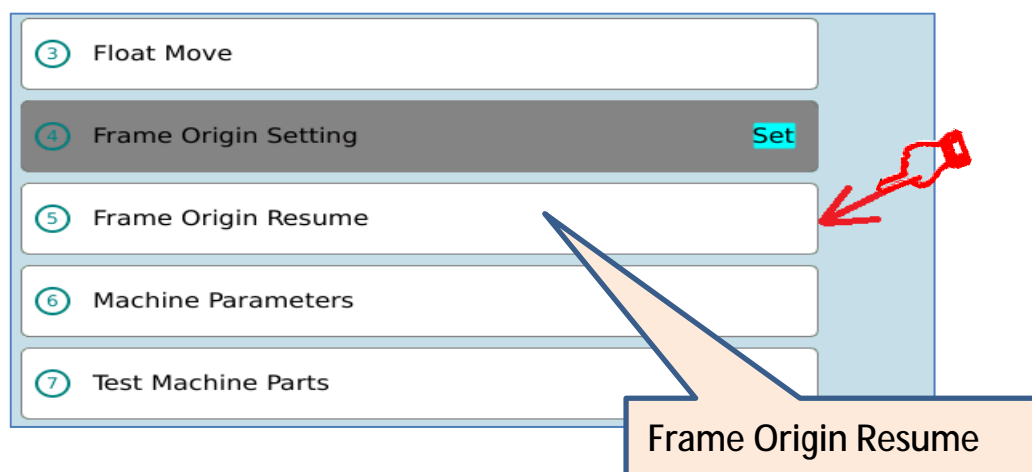 3 Float Move
4 Frame Origin Setting Set
5 Frame Origin Resume
6 Machine Parameters
7 Test Machine Parts
Frame Origin Resume